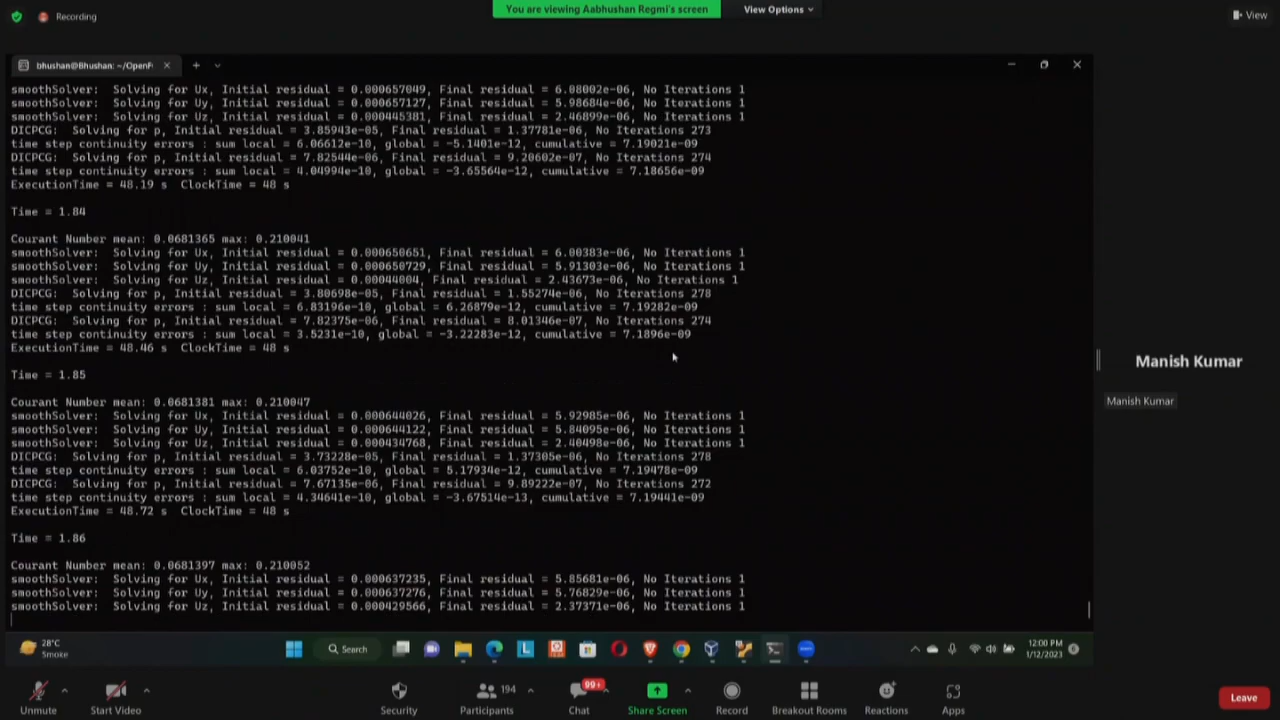 Recording
You are viewing Aabhushan Regmi's screen
View Options
View
bhushan@Bhushan: ~/OpenF
smoothSolver: Solving for Ux, Initial residual = 0.000657049, Final residual = 6.08002e-06, No Iterations 1
smoothSolver: Solving for Uy, Initial residual = 0.000657127, Final residual = 5.98684e-06, No Iterations 1
smoothSolver: Solving for Uz, Initial residual = 0.000445381, Final residual = 2.46899e-06, No Iterations 1
DICPCG: Solving for p, Initial residual = 3.85943e-05, Final residual = 1.37781e-06, No Iterations 273
time step continuity errors : sum local = 6.06612e-10, global = -5.1401e-12, cumulative = 7.19021e-09
DICPCG: Solving for p, Initial residual = 7.82544e-06, Final residual = 9.20602e-07, No Iterations 274
time step continuity errors : sum local = 4.04994e-10, global = -3.65564e-12, cumulative = 7.18656e-09
ExecutionTime = 48.19 s ClockTime = 48 s
Time = 1.84
Courant Number mean: 0.0681365 max: 0.210041
smoothSolver: Solving for Ux, Initial residual = 0.000650651, Final residual = 6.00383e-06, No Iterations 1
smoothSolver: Solving for Uy, Initial residual = 0.000650729, Final residual = 5.91303e-06, No Iterations 1
smoothSolver: Solving for Uz, Initial residual = 0.00044004, Final residual = 2.43673e-06, No Iterations 1
DICPCG: Solving for p, Initial residual = 3.80698e-05, Final residual = 1.55274e-06, No Iterations 278
time step continuity errors : sum local = 6.83196e-10, global = 6.26879e-12, cumulative = 7.19282e-09
DICPCG: Solving for p, Initial residual = 7.82375e-06, Final residual = 8.01346e-07, No Iterations 274
time step continuity errors : sum local = 3.5231e-10, global = -3.22283e-12, cumulative = 7.1896e-09
ExecutionTime = 48.46 s ClockTime = 48 s
Time = 1.85
Courant Number mean: 0.0681381 max: 0.210047
smoothSolver: Solving for Ux, Initial residual = 0.000644026, Final residual = 5.92985e-06, No Iterations 1
smoothSolver: Solving for Uy, Initial residual = 0.000644122, Final residual = 5.84095e-06, No Iterations 1
smoothSolver: Solving for Uz, Initial residual = 0.000434768, Final residual = 2.40498e-06, No Iterations 1
DICPCG: Solving for p, Initial residual = 3.73228e-05, Final residual = 1.37305e-06, No Iterations 278
time step continuity errors : sum local = 6.03752e-10, global = 5.17934e-12, cumulative = 7.19478e-09
DICPCG: Solving for p, Initial residual = 7.67135e-06, Final residual = 9.89222e-07, No Iterations 272
time step continuity errors : sum local = 4.34641e-10, global = -3.67514e-13, cumulative = 7.19441e-09
ExecutionTime = 48.72 s ClockTime = 48 s
Time = 1.86
Courant Number mean: 0.0681397 max: 0.210052
smoothSolver: Solving for Ux, Initial residual = 0.000637235, Final residual = 5.85681e-06, No Iterations 1
smoothSolver: Solving for Uy, Initial residual = 0.000637276, Final residual = 5.76829e-06, No Iterations 1
smoothSolver: Solving for Uz, Initial residual = 0.000429566, Final residual = 2.37371e-06, No Iterations 1
Manish Kumar
Manish Kumar
28°C
Smoke
Search
12:00 PM
1/12/2023
Unmute
Start Video
Security
194
Participants
99+
Chat
Share Screen
Record
Breakout Rooms
Reactions
Apps
Leave